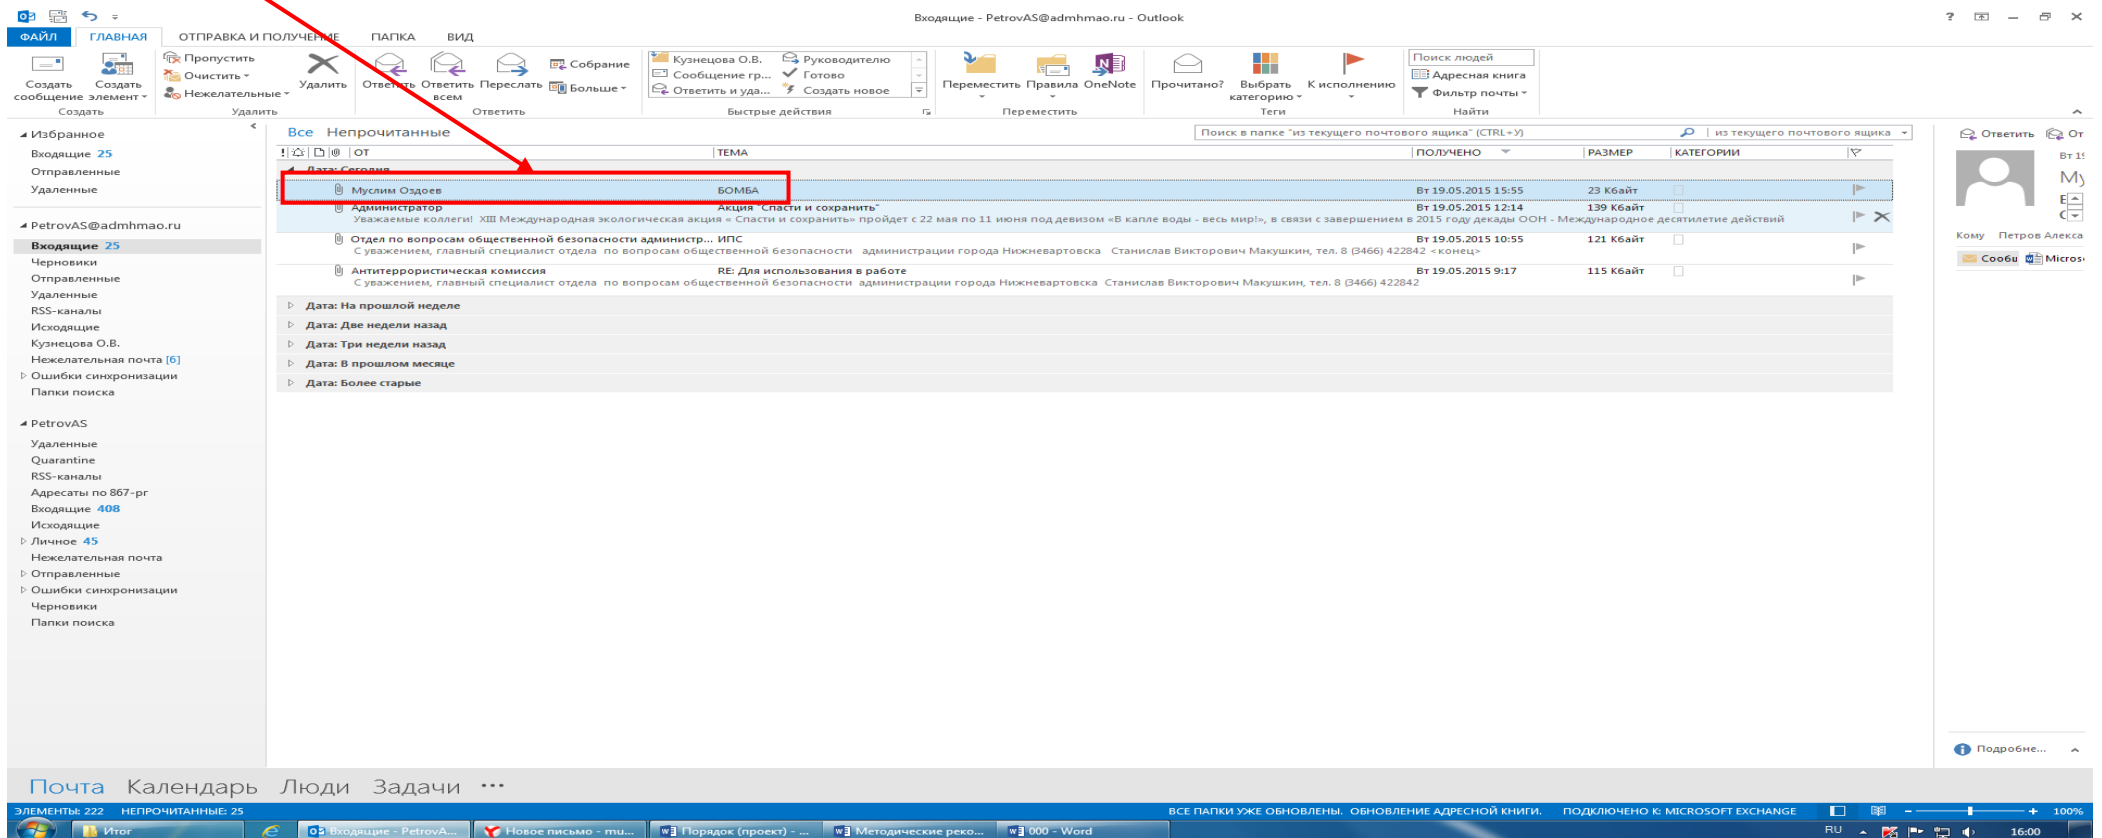 Входящие - PetrovAS@admhmao.ru - Outlook
ФАЙЛ ГЛАВНАЯ ОТПРАВКА И ПОЛУЧЕНИЕ ПАПКА ВИД
Создать сообщение
Создать элемент
Создать
Пропустить
Очистить
Нежелательные
Удалить
Удалить
Ответить
Ответить всем
Переслать
Собрание
Больше
Ответить
Кузнецова О.В.
Сообщение гр...
Ответить и уда...
Руководителю
Готово
Создать новое
Быстрые действия
Переместить
Правила
OneNote
Переместить
Прочитано?
Выбрать категорию
К исполнению
Теги
Поиск людей
Адресная книга
Фильтр почты
Найти
Избранное
Входящие 25
Отправленные
Удаленные
PetrovAS@admhmao.ru
Входящие 25
Черновики
Отправленные
Удаленные
RSS-каналы
Исходящие
Кузнецова О.В.
Нежелательная почта [6]
Ошибки синхронизации
Папки поиска
PetrovAS
Удаленные
Quarantine
RSS-каналы
Адресаты по 867-рг
Входящие 408
Исходящие
Личное 45
Нежелательная почта
Отправленные
Ошибки синхронизации
Черновики
Папки поиска
Все Непрочитанные
Поиск в папке "из текущего почтового ящика" (CTRL+У)
из текущего почтового ящика
! ОТ ТЕМА ПОЛУЧЕНО РАЗМЕР КАТЕГОРИИ
Дата: Сегодня
Муслим Оздоев БОМБА Вт 19.05.2015 15:55 23 Кбайт
Администратор Акция "Спасти и сохранить" Вт 19.05.2015 12:14 139 Кбайт
Уважаемые коллеги! XIII Международная экологическая акция « Спасти и сохранить» пройдет с 22 мая по 11 июня под девизом «В капле воды - весь мир!», в связи с завершением в 2015 году декады ООН - Международное десятилетие действий
Отдел по вопросам общественной безопасности администр... ИПС Вт 19.05.2015 10:55 121 Кбайт
С уважением, главный специалист отдела по вопросам общественной безопасности администрации города Нижневартовска Станислав Викторович Макушкин, тел. 8 (3466) 422842 <конец>
Антитеррористическая комиссия RE: Для использования в работе Вт 19.05.2015 9:17 115 Кбайт
С уважением, главный специалист отдела по вопросам общественной безопасности администрации города Нижневартовска Станислав Викторович Макушкин, тел. 8 (3466) 422842
Дата: На прошлой неделе
Дата: Две недели назад
Дата: Три недели назад
Дата: В прошлом месяце
Дата: Более старые
Ответить От
Вт 19
Му
Кому Петров Алекса
Сообщ Micros
Подробне...
Почта Календарь Люди Задачи •••
ЭЛЕМЕНТЫ: 222 НЕПРОЧИТАННЫЕ: 25
ВСЕ ПАПКИ УЖЕ ОБНОВЛЕНЫ. ОБНОВЛЕНИЕ АДРЕСНОЙ КНИГИ. ПОДКЛЮЧЕНО К: MICROSOFT EXCHANGE
100%
Итог
Входящие - PetrovA...
Новое письмо - mu...
Порядок (проект) - ...
Методические реко...
000 - Word
RU
16:00